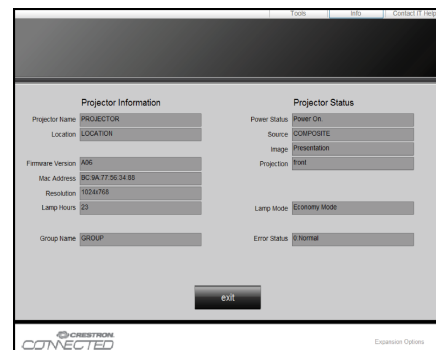 Tools Info Contact IT Help
Projector Information
Projector Name PROJECTOR
Location LOCATION
Firmware Version A06
Mac Address BC:9A:77:56:34:88
Resolution 1024x768
Lamp Hours 23
Group Name GROUP
Projector Status
Power Status Power On.
Source COMPOSITE
Image Presentation
Projection front
Lamp Mode Economy Mode
Error Status 0:Normal
exit
CRESTRON
CONNECTED
Expansion Options